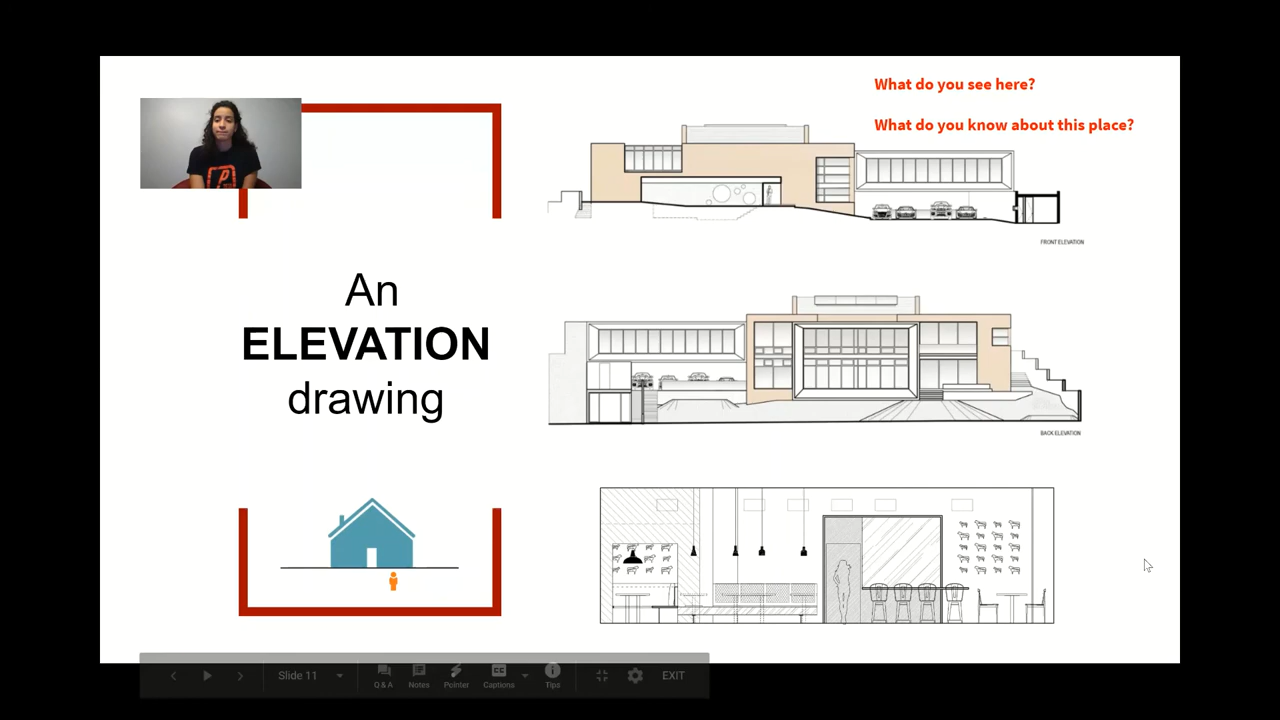 What do you see here?
What do you know about this place?
FRONT ELEVATION
An
ELEVATION
drawing
BACK ELEVATION
Slide 11
Q & A
Notes
Pointer
CC
Captions
Tips
EXIT